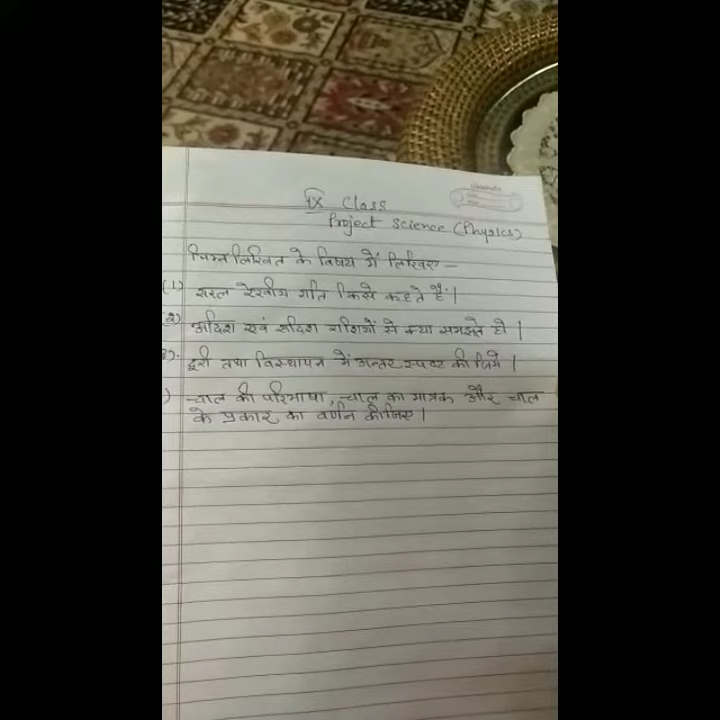 IX Class
Project Science (Physics)
निम्नलिखित के विषय में लिखिए –
(1) सरल रेखीय गति किसे कहते हैं।
2) अदिश एवं सदिश राशियों से क्या समझते हो।
3). दूरी तथा विस्थापन में अन्तर स्पष्ट कीजिये।
) चाल की परिभाषा, चाल का मात्रक और चाल
के प्रकार का वर्णन कीजिए।